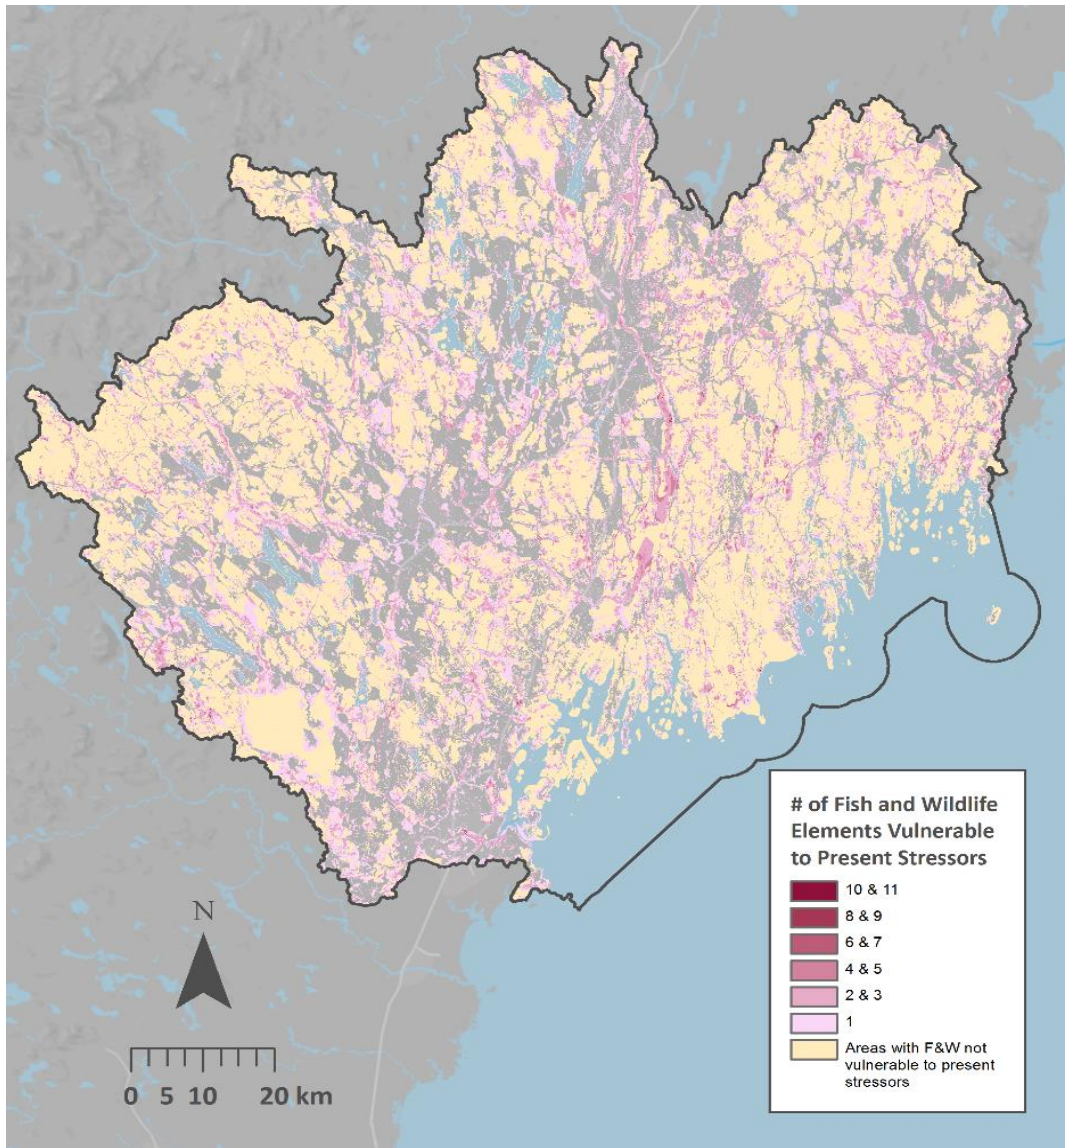 # of Fish and Wildlife
Elements Vulnerable
to Present Stressors
10 & 11
8 & 9
6 & 7
4 & 5
2 & 3
1
Areas with F&W not
vulnerable to present
stressors
N
0 5 10 20 km